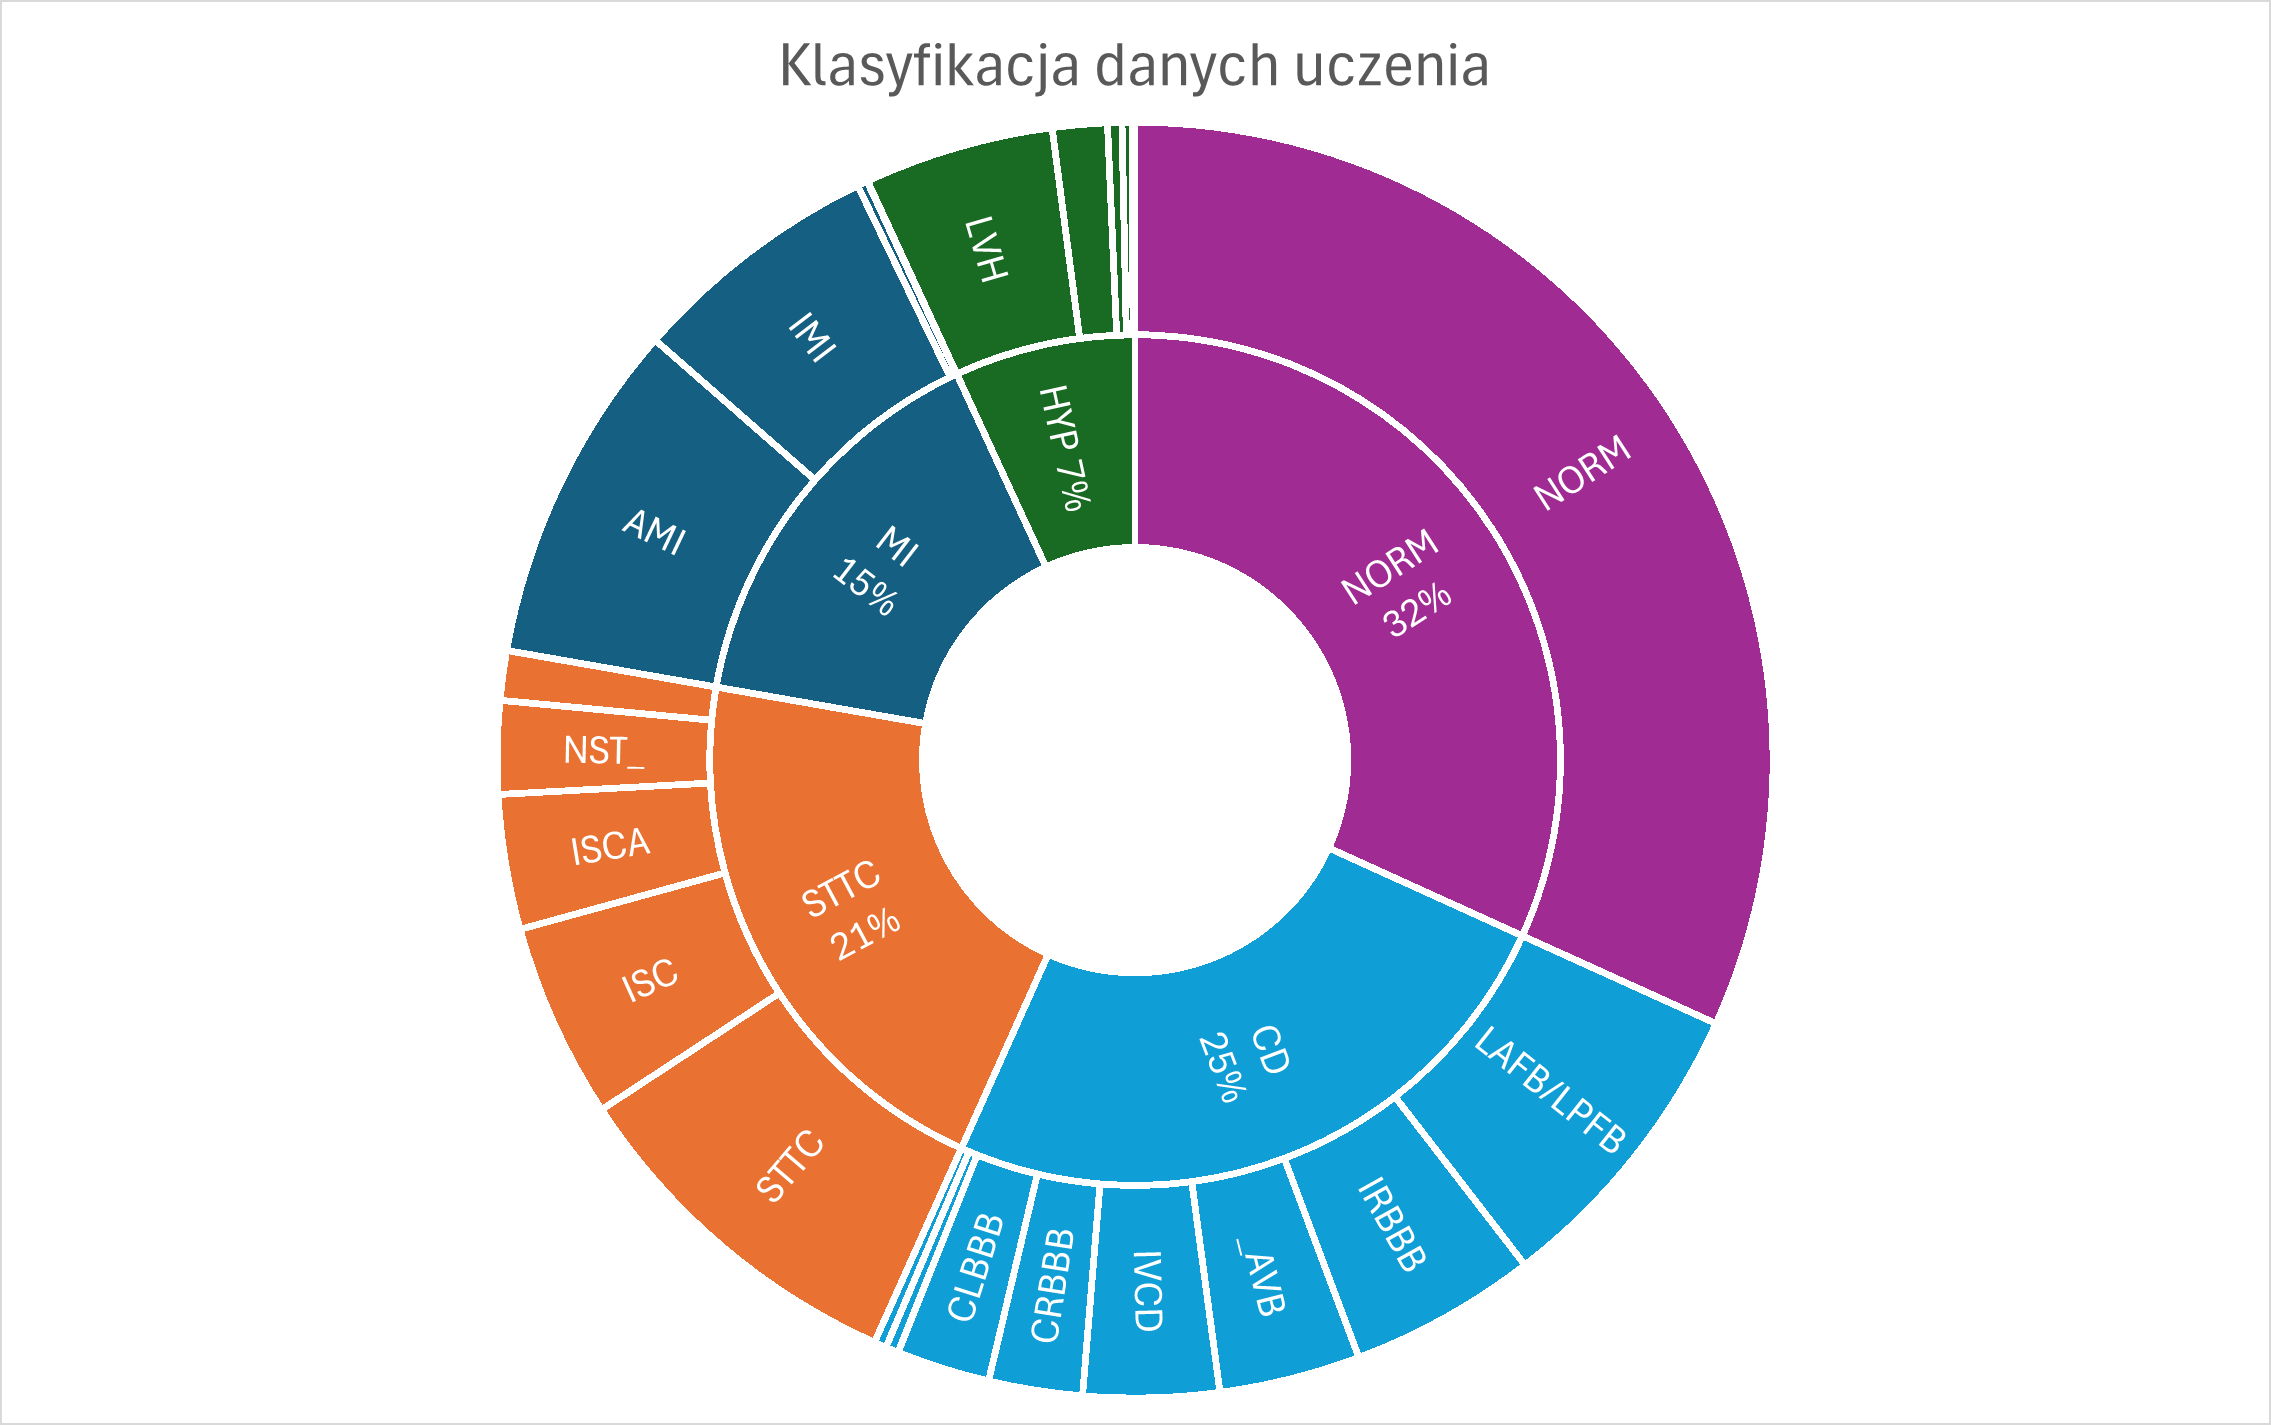 Klasyfikacja danych uczenia
NORM
NORM
32%
LAFB/LPFB
IRBBB
_AVB
IVCD
CRBBB
CLBBB
CD
25%
STTC
ISC
ISCA
NST_
STTC
21%
AMI
IMI
MI
15%
LVH
HYP 7%